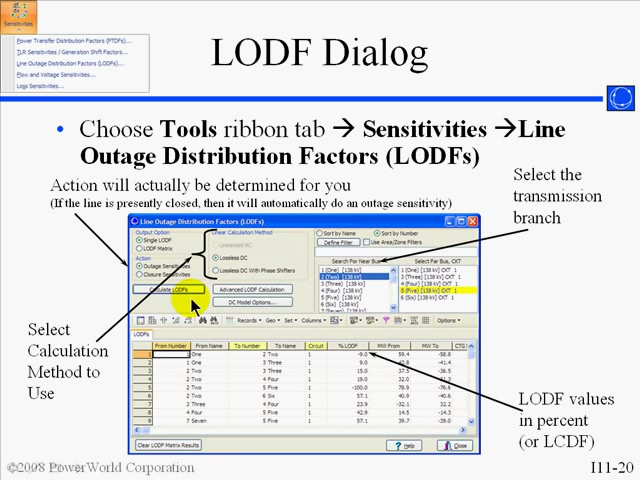 Sensitivities
Power Transfer Distribution Factors (PTDFs)...
TLR Sensitivities / Generation Shift Factors...
Line Outage Distribution Factors (LODFs)...
Flow and Voltage Sensitivities...
Loss Sensitivities...
LODF Dialog
• Choose Tools ribbon tab → Sensitivities → Line
Outage Distribution Factors (LODFs)
Action will actually be determined for you
(If the line is presently closed, then it will automatically do an outage sensitivity)
Select the
transmission
branch
Line Outage Distribution Factors (LODFs)
Output Option
Single LODF
LODF Matrix
Action
Outage Sensitivities
Closure Sensitivities
Linear Calculation Method
Linearized AC
Lossless DC
Lossless DC With Phase Shifters
Calculate LODFs
Advanced LODF Calculation
DC Model Options...
Sort by Name
Sort by Number
Define Filter
Use Area/Zone Filters
Search For Near Bus
Select Far Bus, CKT
1 (One) [138 kV]
2 (Two) [138 kV]
3 (Three) [138 kV]
4 (Four) [138 kV]
5 (Five) [138 kV]
6 (Six) [138 kV]
1 (One) [138 kV] CKT 1
3 (Three) [138 kV] CKT 1
4 (Four) [138 kV] CKT 1
5 (Five) [138 kV] CKT 1
6 (Six) [138 kV] CKT 1
Records
Geo
Set
Columns
Options
LODFs
From Number From Name To Number To Name Circuit % LODF MW From MW To
1 1 One 2 Two 1 -9.0 59.4 -58.8
2 1 One 3 Three 1 9.0 42.8 -41.4
3 2 Two 3 Three 1 15.0 37.5 -36.5
4 2 Two 4 Four 1 19.0 32.0
5 2 Two 5 Five 1 -100.0 78.9 -76.6
6 2 Two 6 Six 1 57.1 40.9 -40.6
7 3 Three 4 Four 1 23.9 -32.1 32.2
8 4 Four 5 Five 1 42.9 14.5 -14.3
9 7 5 Five 1 57.1 39.7 -39.4
Clear LODF Matrix Results
Help
Close
Select
Calculation
Method to
Use
LODF values
in percent
(or LCDF)
©2008 PowerWorld Corporation
I11-20